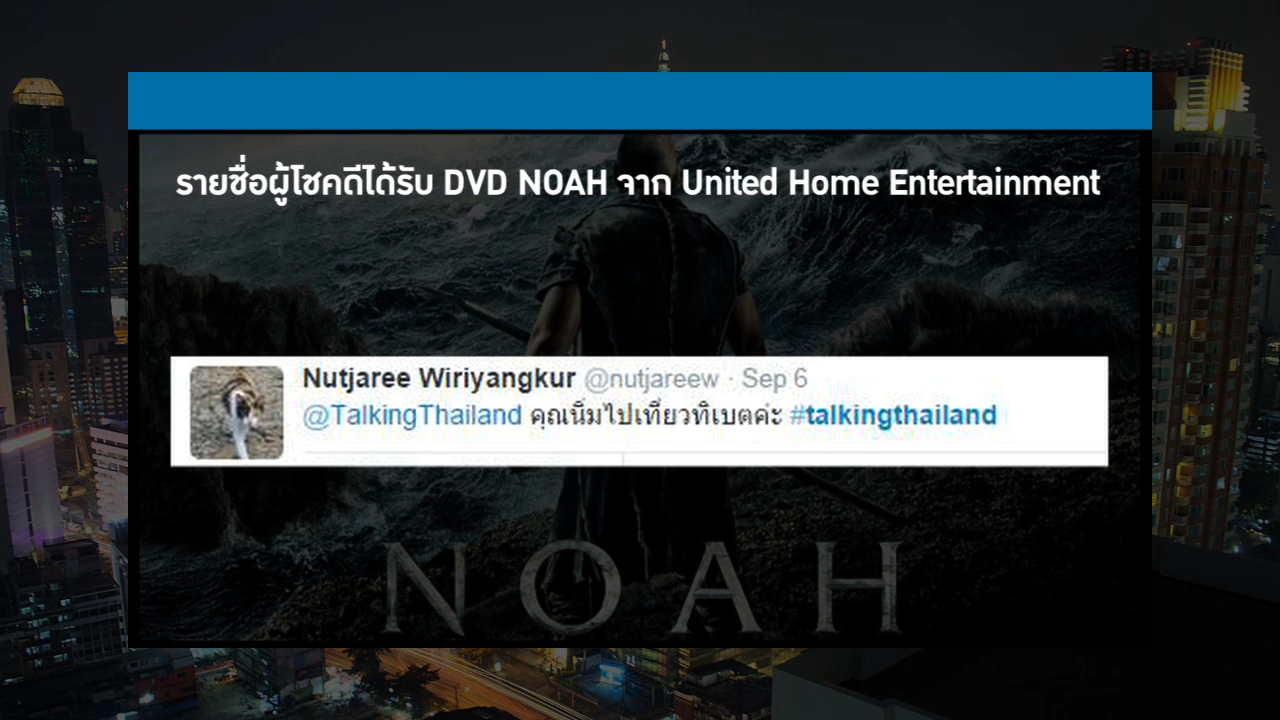 รายชื่อผู้โชคดีได้รับ DVD NOAH จาก United Home Entertainment
Nutjaree Wiriyangkur @nutjareew · Sep 6
@TalkingThailand คุณนิ่มไปเที่ยวทิเบตค่ะ #talkingthailand
NOAH